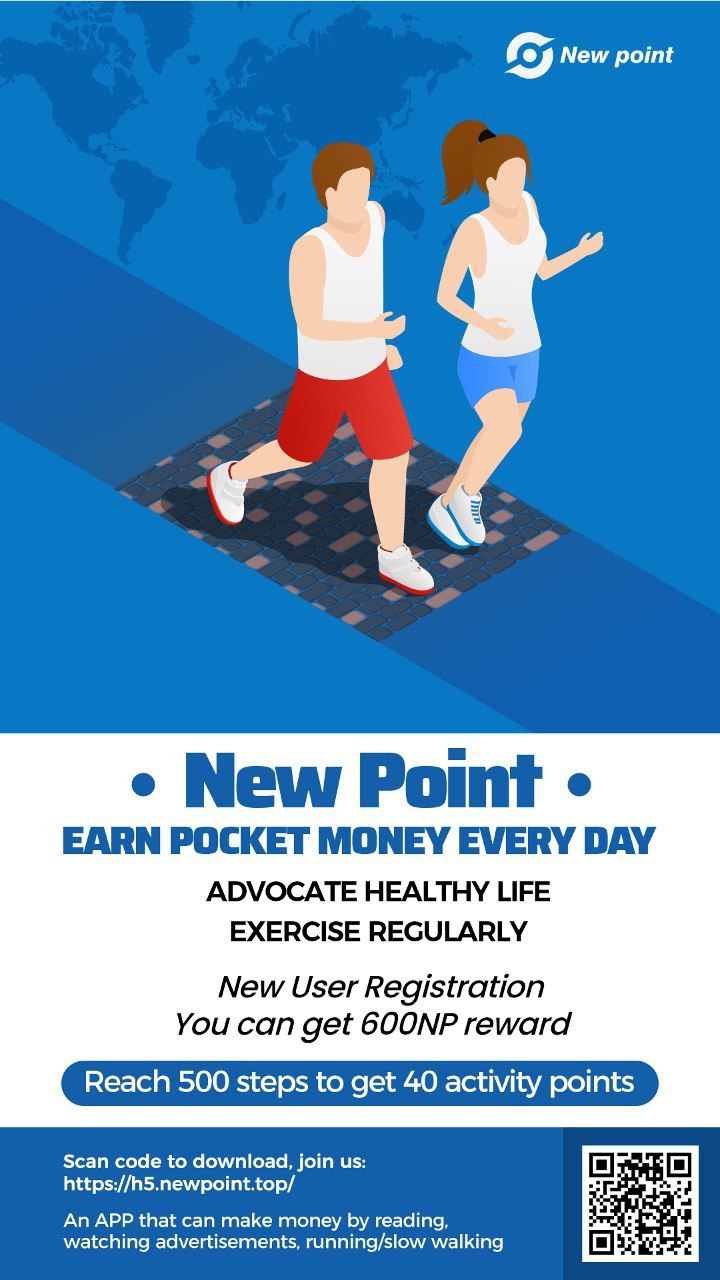 New point
• New Point •
EARN POCKET MONEY EVERY DAY
ADVOCATE HEALTHY LIFE
EXERCISE REGULARLY
New User Registration
You can get 600NP reward
Reach 500 steps to get 40 activity points
Scan code to download, join us:
https://h5.newpoint.top/
An APP that can make money by reading,
watching advertisements, running/slow walking